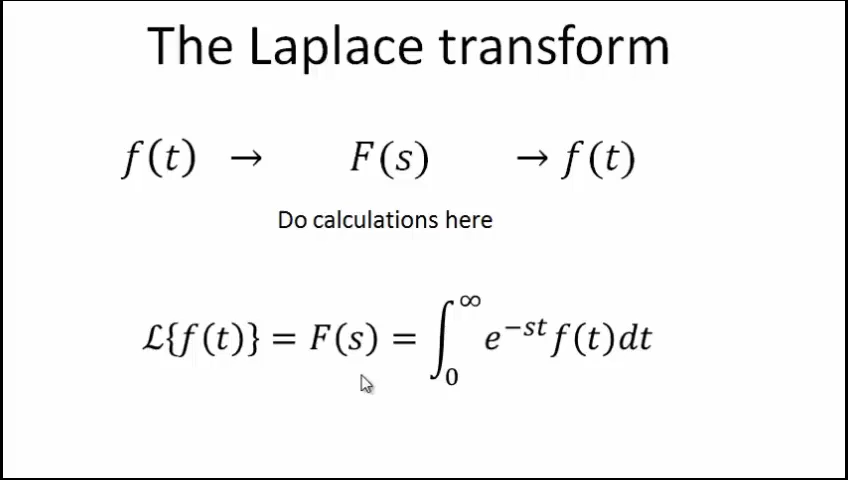 The Laplace transform
f(t) → F(s) → f(t)
Do calculations here
ℒ{f(t)} = F(s) = ∫₀^∞ e^{−st} f(t)dt